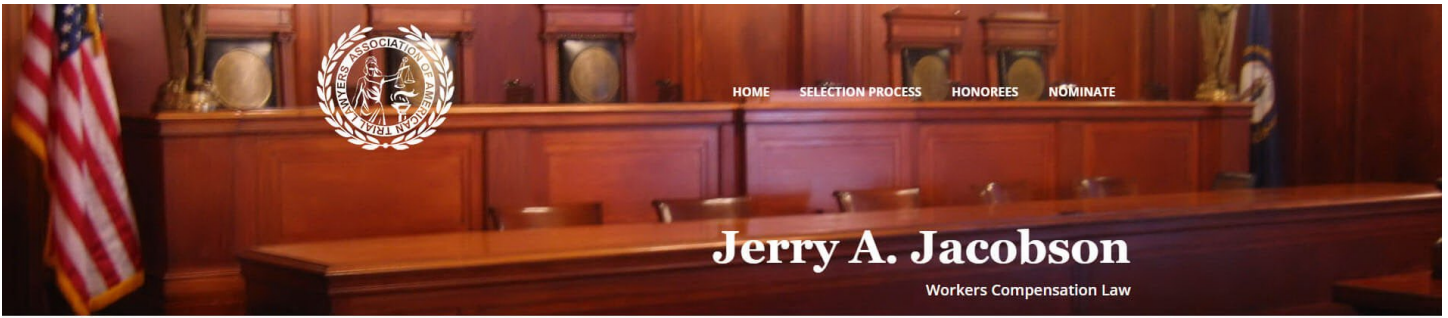 ASSOCIATION OF AMERICAN TRIAL LAWYERS
HOME SELECTION PROCESS HONOREES NOMINATE
Jerry A. Jacobson
Workers Compensation Law